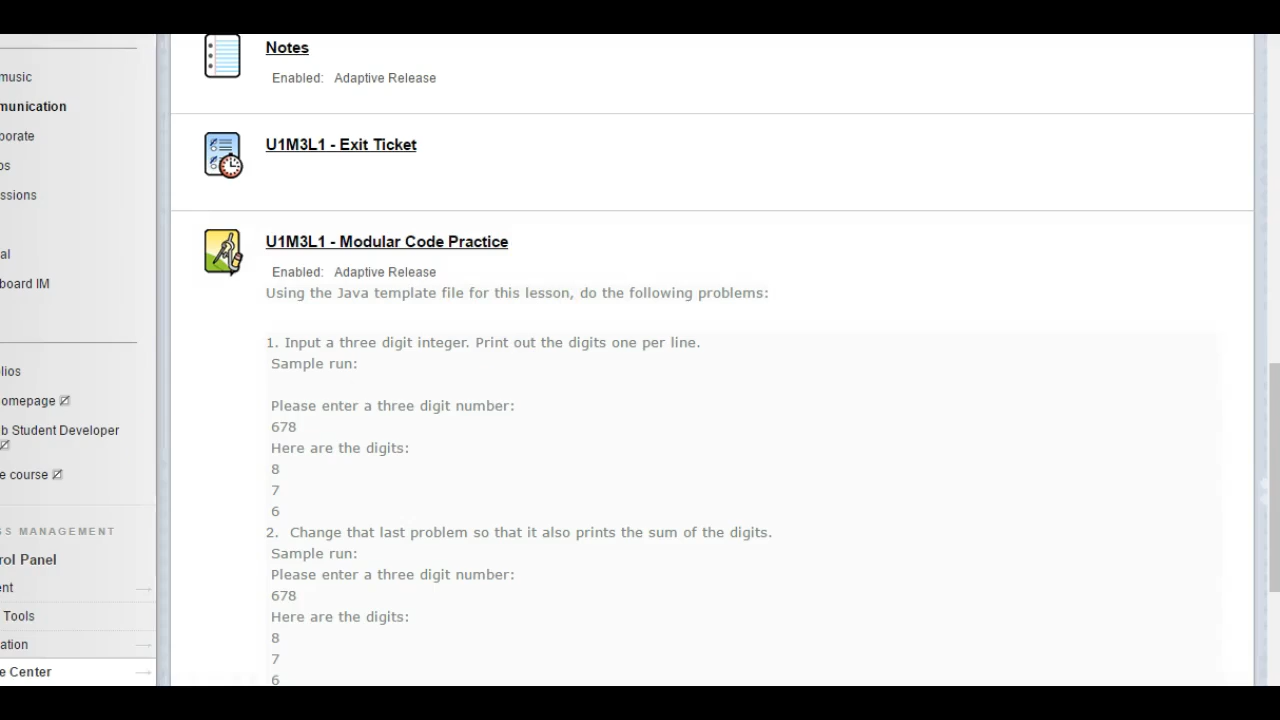 Notes
Enabled: Adaptive Release
U1M3L1 - Exit Ticket
U1M3L1 - Modular Code Practice
Enabled: Adaptive Release
Using the Java template file for this lesson, do the following problems:
1. Input a three digit integer. Print out the digits one per line.
Sample run:
Please enter a three digit number:
678
Here are the digits:
8
7
6
2. Change that last problem so that it also prints the sum of the digits.
Sample run:
Please enter a three digit number:
678
Here are the digits:
8
7
6
music
munication
porate
os
ssions
al
board IM
lios
omepage
b Student Developer
e course
S MANAGEMENT
rol Panel
ent
Tools
ation
e Center